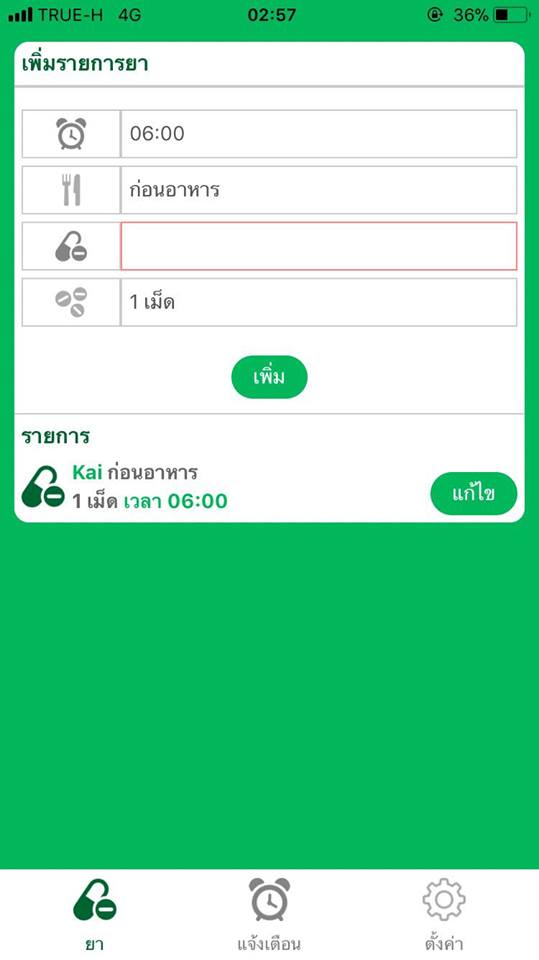 TRUE-H 4G 02:57 36%
เพิ่มรายการยา
06:00
ก่อนอาหาร
1 เม็ด
เพิ่ม
รายการ
Kai ก่อนอาหาร
1 เม็ด เวลา 06:00
แก้ไข
ยา แจ้งเตือน ตั้งค่า